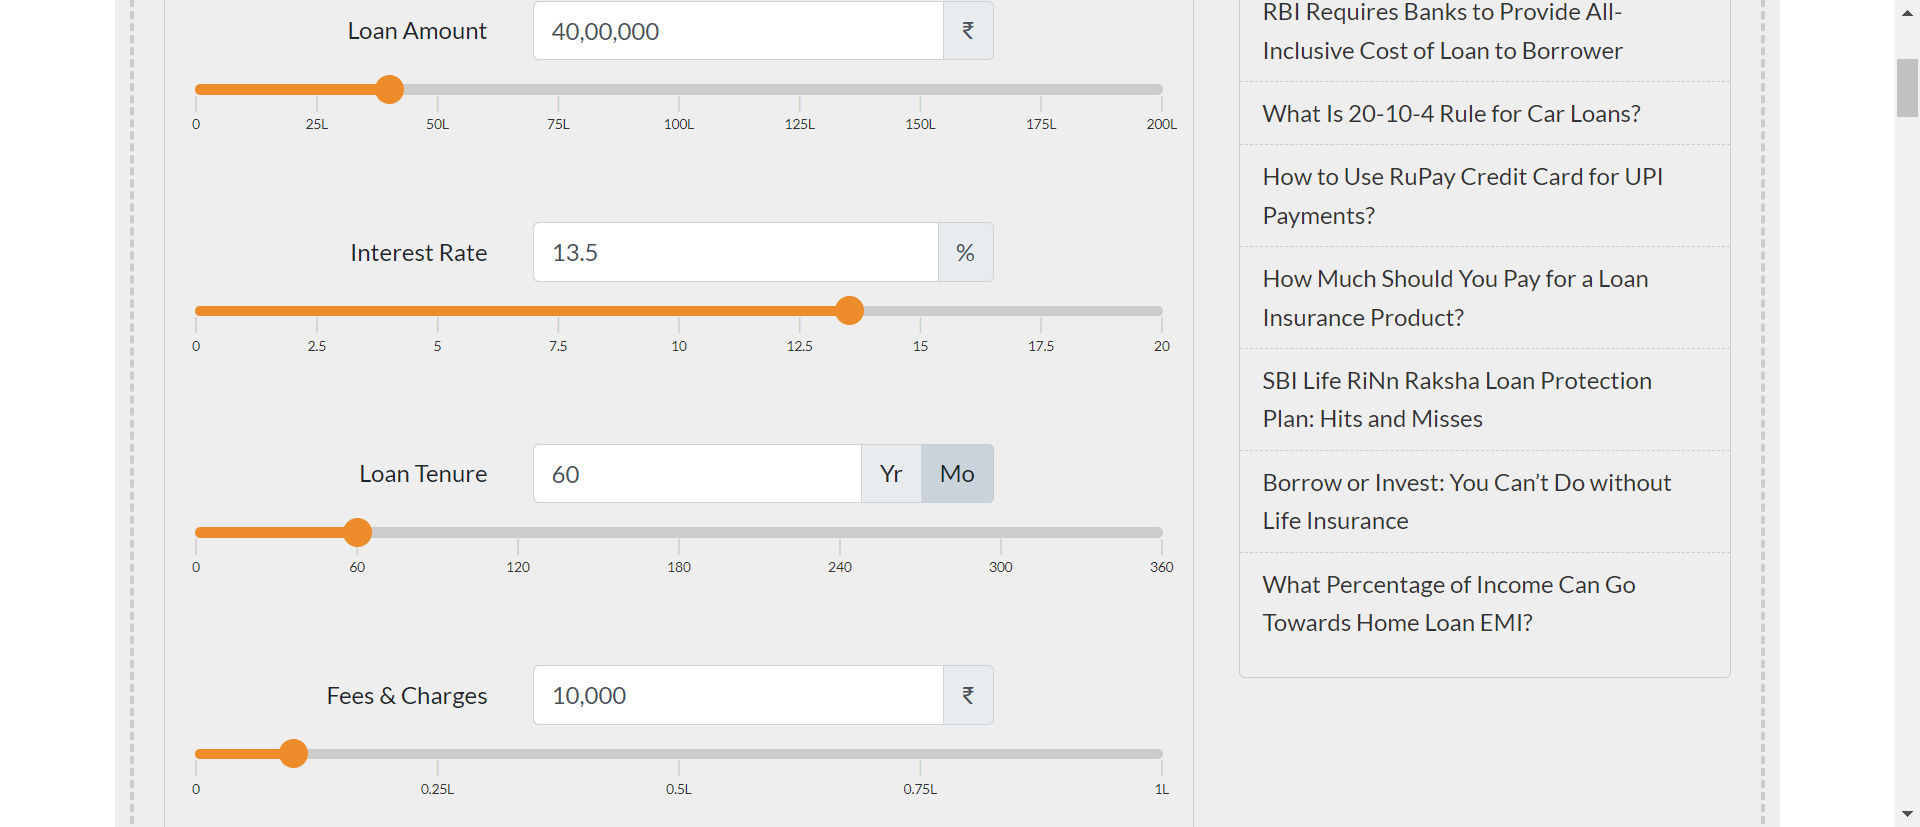 Loan Amount
40,00,000 ₹
0 25L 50L 75L 100L 125L 150L 175L 200L
Interest Rate
13.5 %
0 2.5 5 7.5 10 12.5 15 17.5 20
Loan Tenure
60 Yr Mo
0 60 120 180 240 300 360
Fees & Charges
10,000 ₹
0 0.25L 0.5L 0.75L 1L
RBI Requires Banks to Provide All-
Inclusive Cost of Loan to Borrower
What Is 20-10-4 Rule for Car Loans?
How to Use RuPay Credit Card for UPI
Payments?
How Much Should You Pay for a Loan
Insurance Product?
SBI Life RiNn Raksha Loan Protection
Plan: Hits and Misses
Borrow or Invest: You Can’t Do without
Life Insurance
What Percentage of Income Can Go
Towards Home Loan EMI?